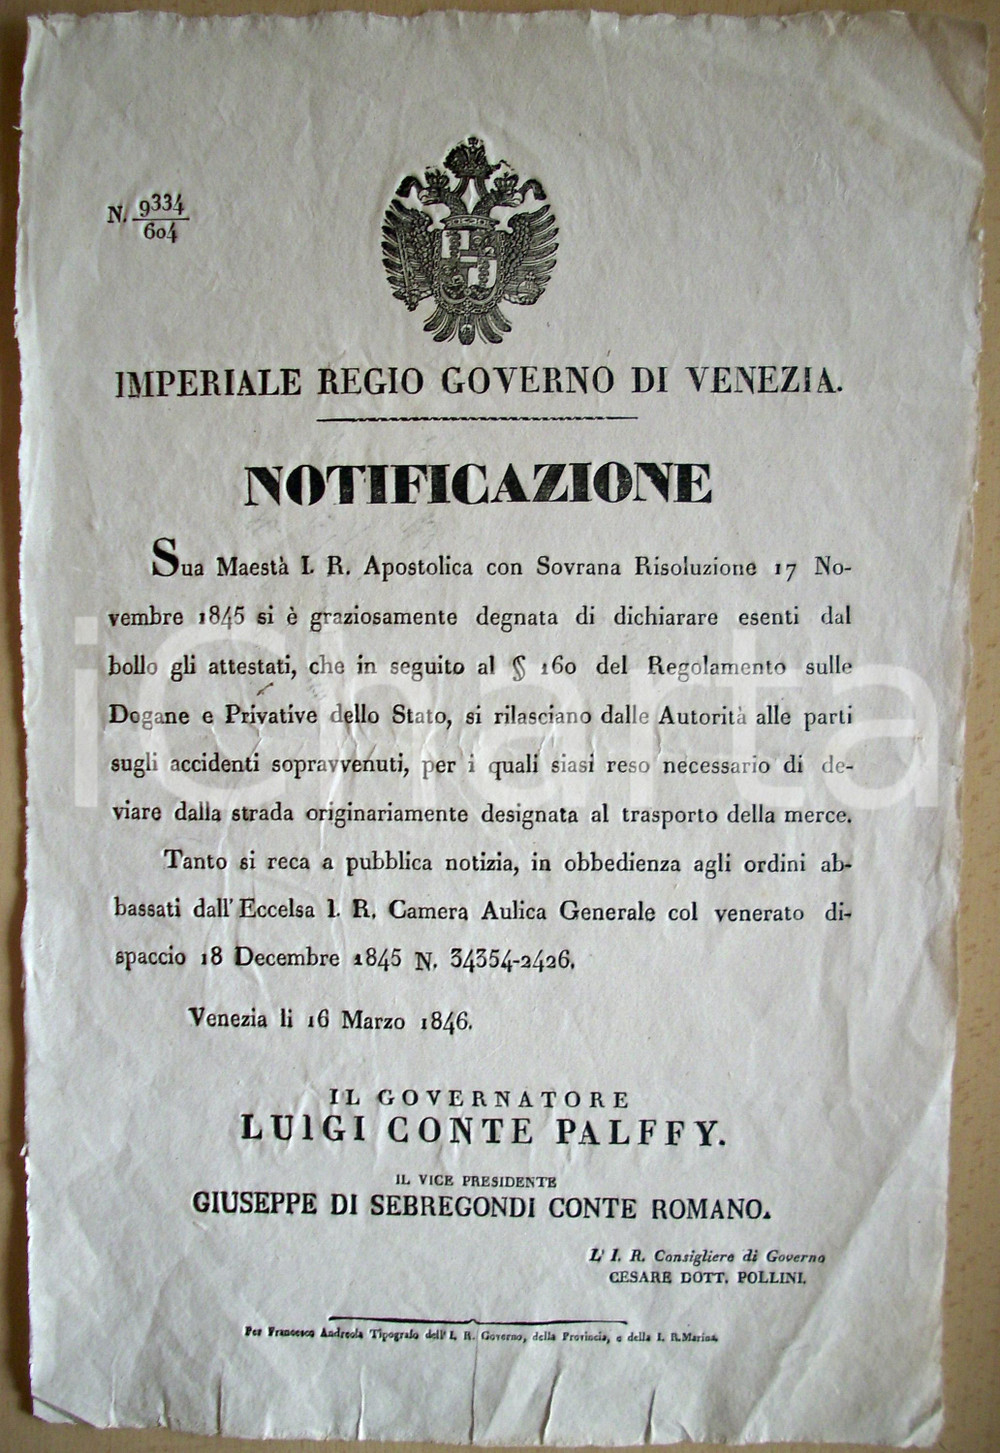 N. 9334
604
IMPERIALE REGIO GOVERNO DI VENEZIA.
NOTIFICAZIONE
Sua Maestà I. R. Apostolica con Sovrana Risoluzione 17 No-
vembre 1845 si è graziosamente degnata di dichiarare esenti dal
bollo gli attestati, che in seguito al § 160 del Regolamento sulle
Dogane e Privative dello Stato, si rilasciano dalle Autorità alle parti
sugli accidenti sopravvenuti, per i quali siasi reso necessario di de-
viare dalla strada originariamente designata al trasporto della merce.
Tanto si reca a pubblica notizia, in obbedienza agli ordini ab-
bassati dall' Eccelsa I. R. Camera Aulica Generale col venerato di-
spaccio 18 Decembre 1845 N. 34354-2426.
Venezia li 16 Marzo 1846.
IL GOVERNATORE
LUIGI CONTE PALFFY.
IL VICE PRESIDENTE
GIUSEPPE DI SEBREGONDI CONTE ROMANO.
L' I. R. Consigliere di Governo
CESARE DOTT. POLLINI.
Per Francesco Andreola Tipografo dell' I. R. Governo, della Provincia, e della I. R. Marina.
iCharta